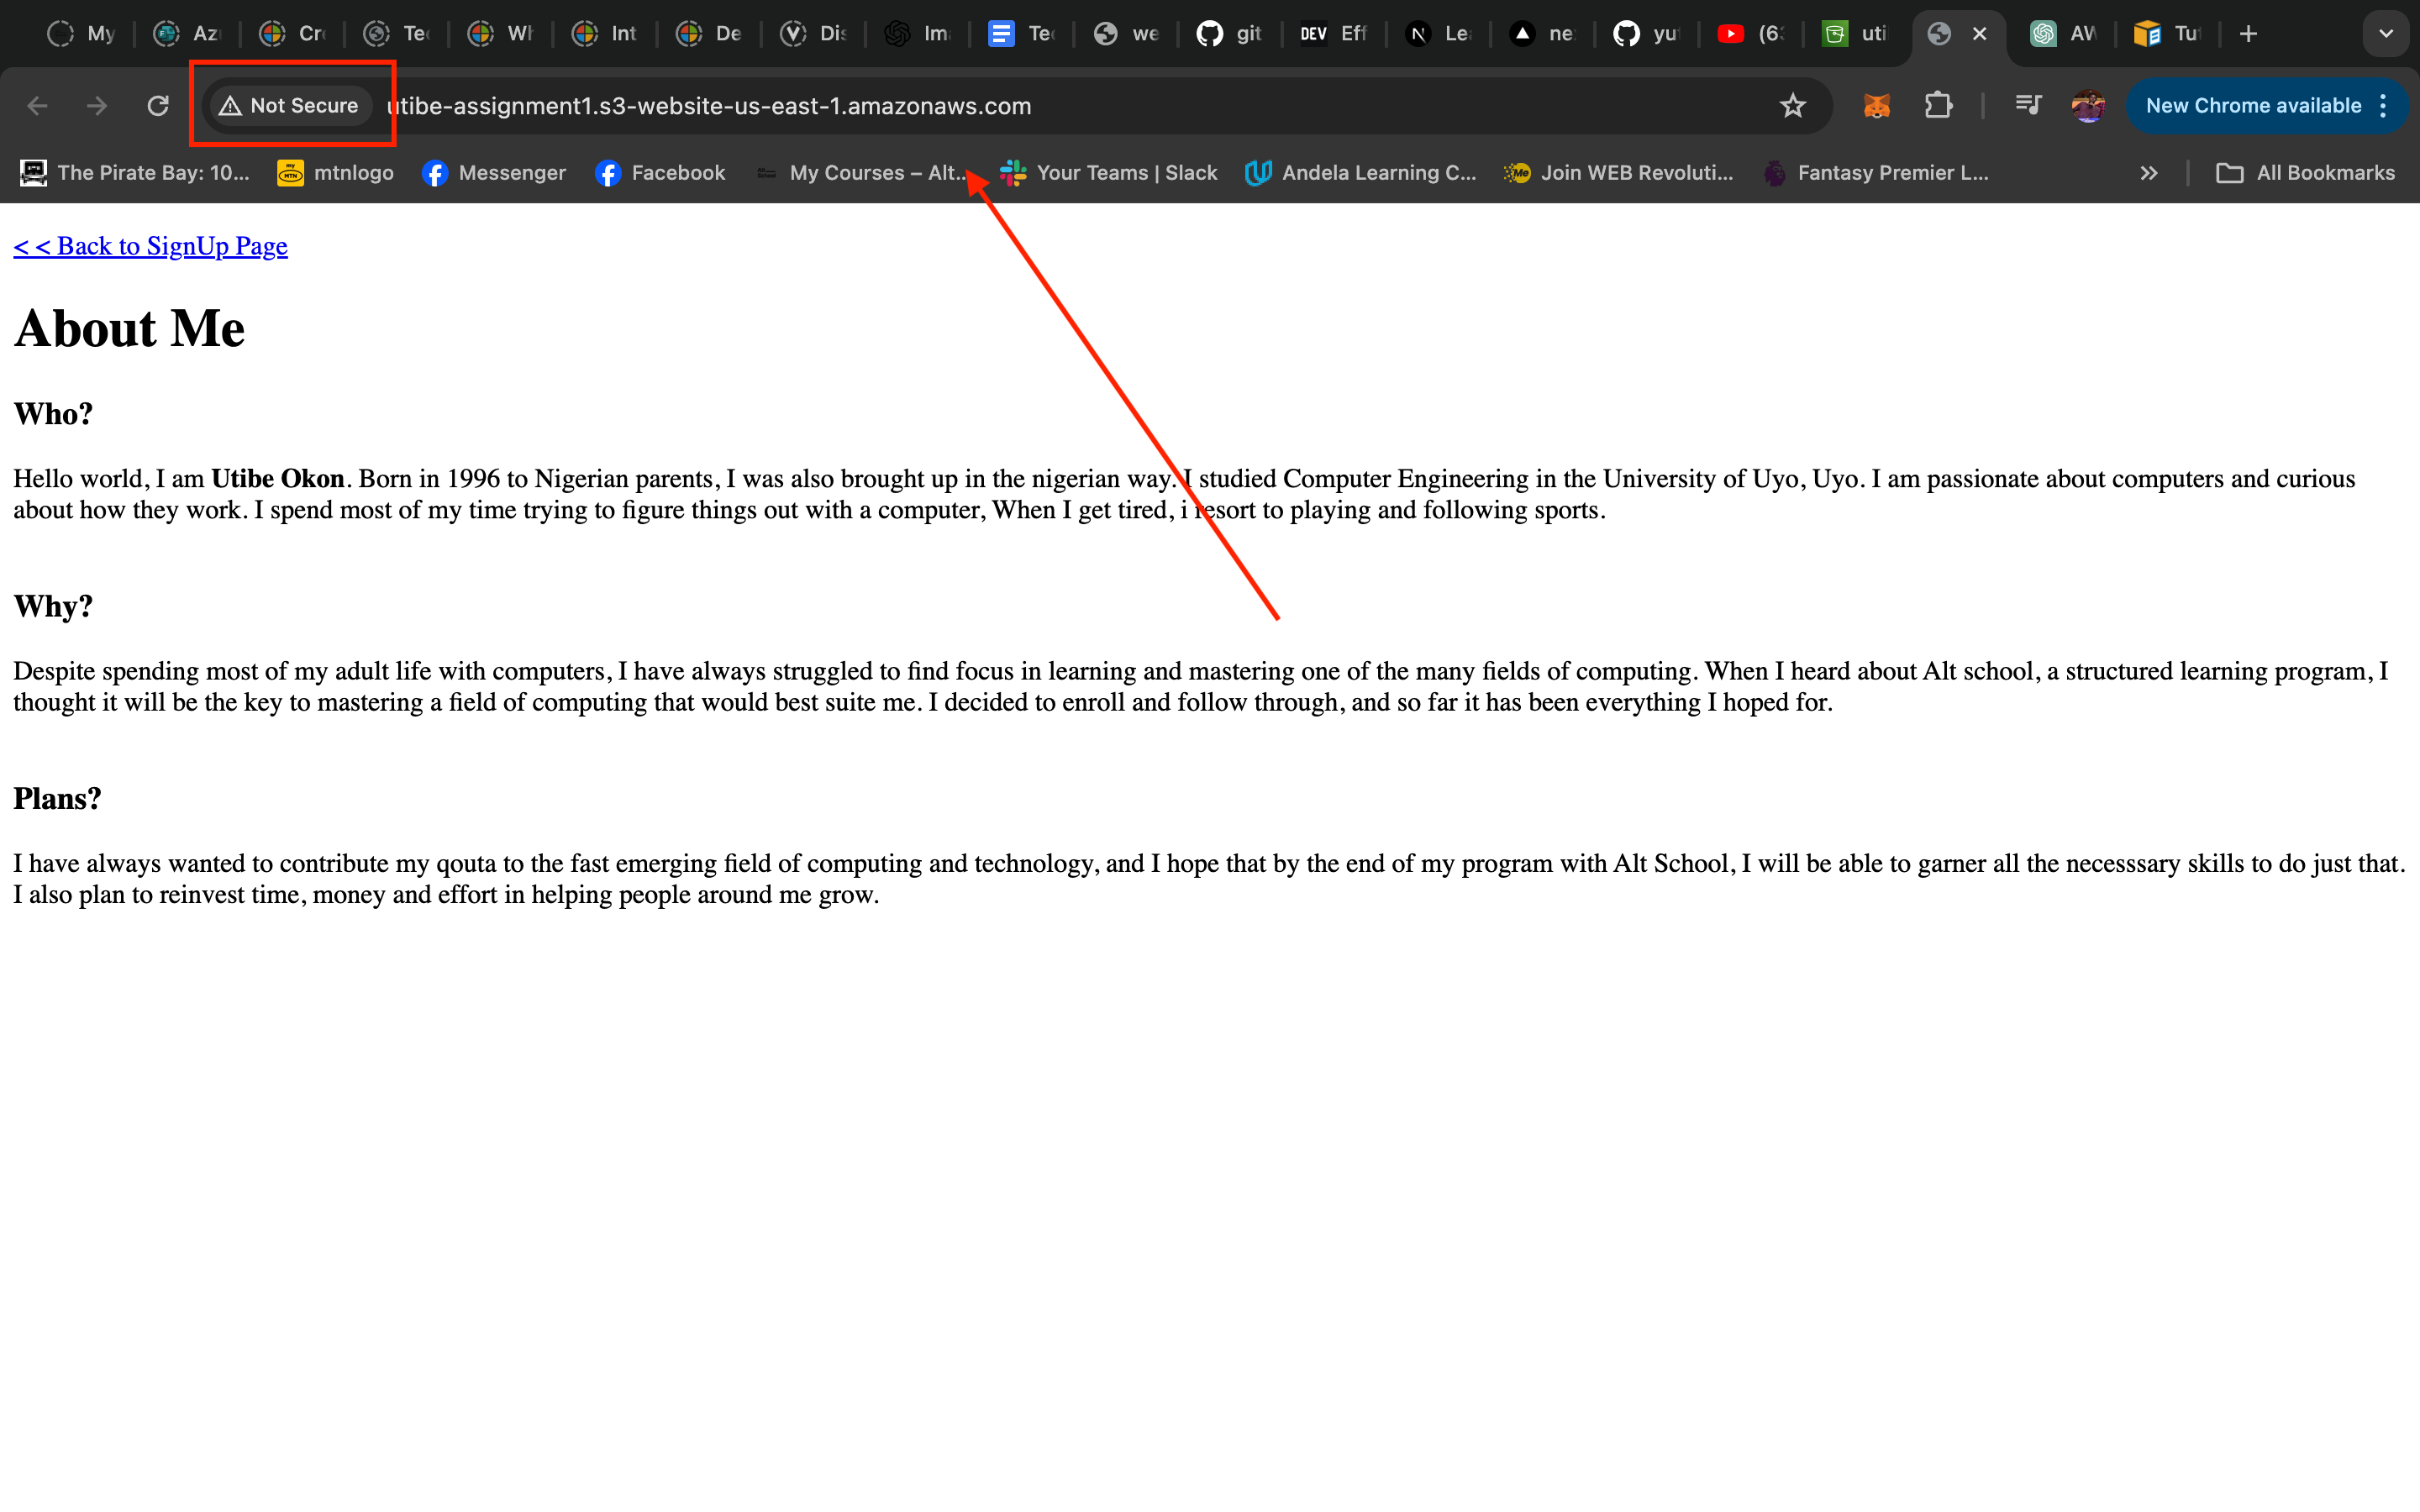 My Az Cr Te Wh Int De Dis Im Tec we git DEV Eff Le ne yu (63 uti AW Tut
Not Secure utibe-assignment1.s3-website-us-east-1.amazonaws.com New Chrome available
The Pirate Bay: 10... my MTN mtnlogo Messenger Facebook My Courses – Alt... Your Teams | Slack Andela Learning C... Me Join WEB Revoluti... Fantasy Premier L... All Bookmarks
< < Back to SignUp Page
About Me
Who?
Hello world, I am Utibe Okon. Born in 1996 to Nigerian parents, I was also brought up in the nigerian way. I studied Computer Engineering in the University of Uyo, Uyo. I am passionate about computers and curious
about how they work. I spend most of my time trying to figure things out with a computer, When I get tired, i resort to playing and following sports.
Why?
Despite spending most of my adult life with computers, I have always struggled to find focus in learning and mastering one of the many fields of computing. When I heard about Alt school, a structured learning program, I
thought it will be the key to mastering a field of computing that would best suite me. I decided to enroll and follow through, and so far it has been everything I hoped for.
Plans?
I have always wanted to contribute my qouta to the fast emerging field of computing and technology, and I hope that by the end of my program with Alt School, I will be able to garner all the necesssary skills to do just that.
I also plan to reinvest time, money and effort in helping people around me grow.